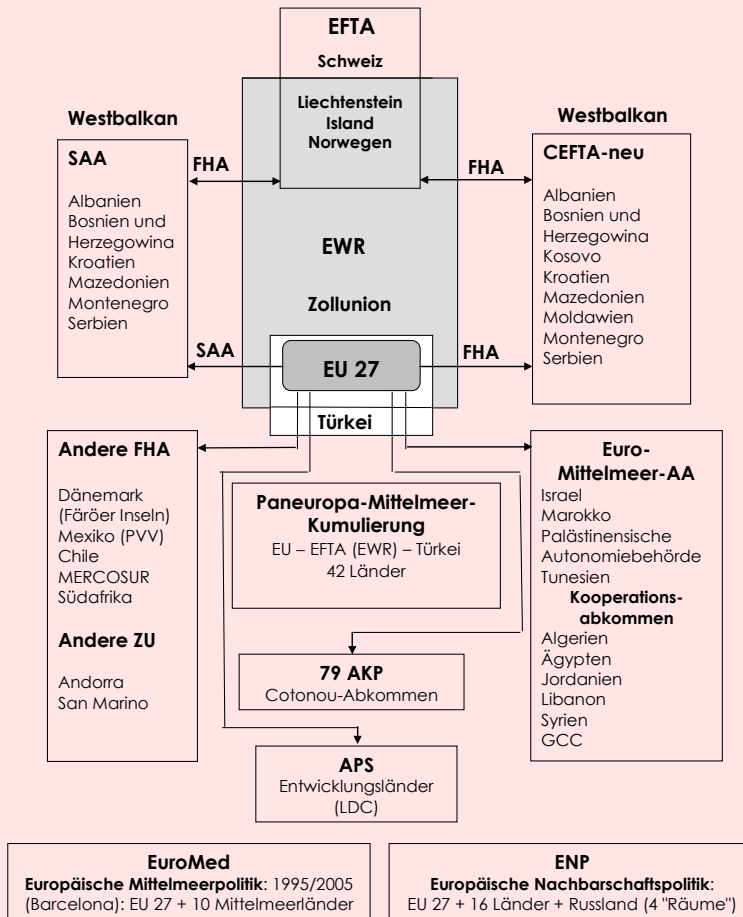 EFTA
Schweiz
Liechtenstein
Island
Norwegen
Westbalkan
SAA
Albanien
Bosnien und
Herzegowina
Kroatien
Mazedonien
Montenegro
Serbien
FHA
FHA
Westbalkan
CEFTA-neu
Albanien
Bosnien und
Herzegowina
Kosovo
Kroatien
Mazedonien
Moldawien
Montenegro
Serbien
EWR
Zollunion
SAA
EU 27
FHA
Türkei
Andere FHA
Dänemark
(Färöer Inseln)
Mexiko (PVV)
Chile
MERCOSUR
Südafrika
Andere ZU
Andorra
San Marino
Paneuropa-Mittelmeer-
Kumulierung
EU – EFTA (EWR) – Türkei
42 Länder
Euro-
Mittelmeer-AA
Israel
Marokko
Palästinensische
Autonomiebehörde
Tunesien
Kooperations-
abkommen
Algerien
Ägypten
Jordanien
Libanon
Syrien
GCC
79 AKP
Cotonou-Abkommen
APS
Entwicklungsländer
(LDC)
EuroMed
Europäische Mittelmeerpolitik: 1995/2005
(Barcelona): EU 27 + 10 Mittelmeerländer
ENP
Europäische Nachbarschaftspolitik:
EU 27 + 16 Länder + Russland (4 "Räume")